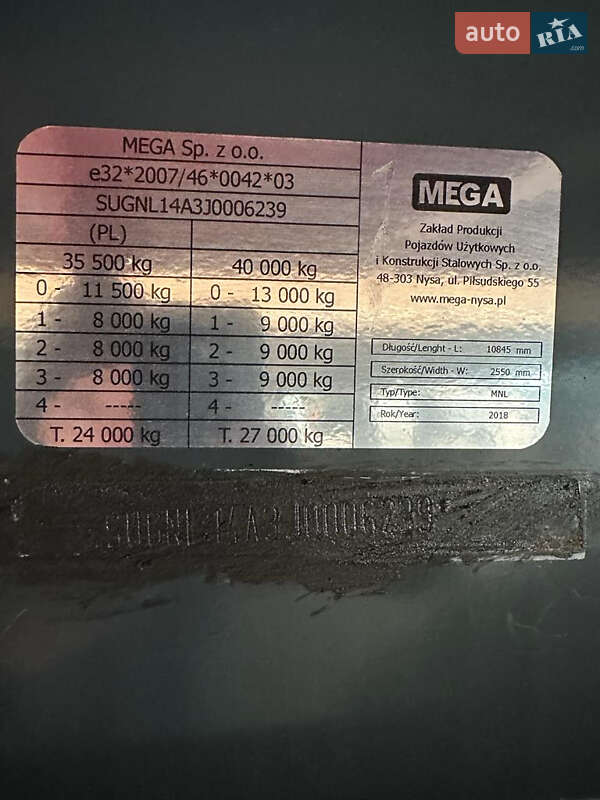 auto RIA .com
MEGA Sp. z o.o.
e32*2007/46*0042*03
SUGNL14A3J0006239
(PL)
35 500 kg 40 000 kg
0 - 11 500 kg 0 - 13 000 kg
1 - 8 000 kg 1 - 9 000 kg
2 - 8 000 kg 2 - 9 000 kg
3 - 8 000 kg 3 - 9 000 kg
4 - ----- 4 - -----
T. 24 000 kg T. 27 000 kg
MEGA
Zakład Produkcji
Pojazdów Użytkowych
i Konstrukcji Stalowych Sp. z o.o.
48-303 Nysa, ul. Piłsudskiego 55
www.mega-nysa.pl
Długość/Lenght - L: 10845 mm
Szerokość/Width - W: 2550 mm
Typ/Type: MNL
Rok/Year: 2018
SUGNL14A3J0006239*